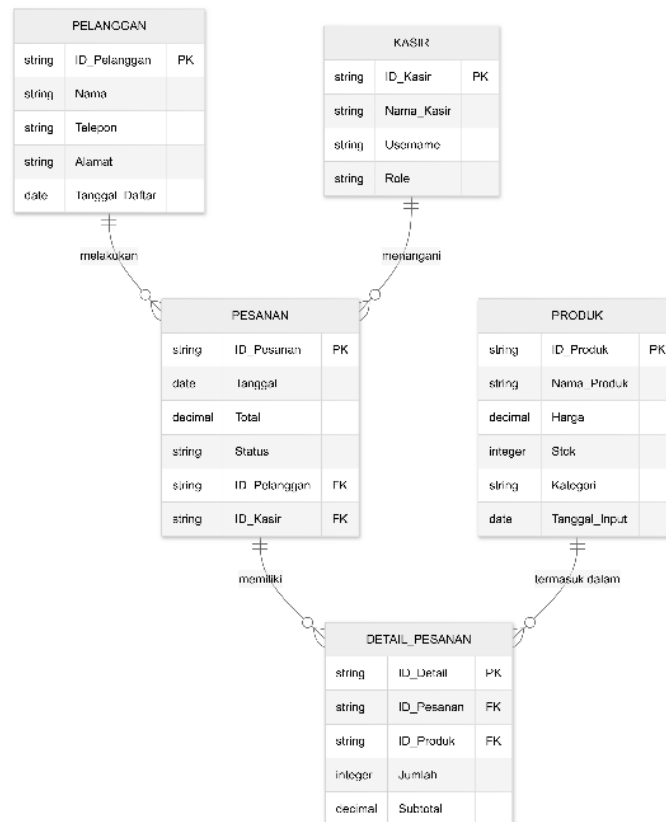 PELANGGAN
string ID_Pelanggan PK
string Nama
string Telepon
string Alamat
date Tanggal_Daftar
KASIR
string ID_Kasir PK
string Nama_Kasir
string Username
string Role
melakukan
menangani
PESANAN
string ID_Pesanan PK
date Tanggal
decimal Total
string Status
string ID_Pelanggan FK
string ID_Kasir FK
PRODUK
string ID_Produk PK
string Nama_Produk
decimal Harga
integer Stok
string Kategori
date Tanggal_Input
memiliki
termasuk dalam
DETAIL_PESANAN
string ID_Detail PK
string ID_Pesanan FK
string ID_Produk FK
integer Jumlah
decimal Subtotal